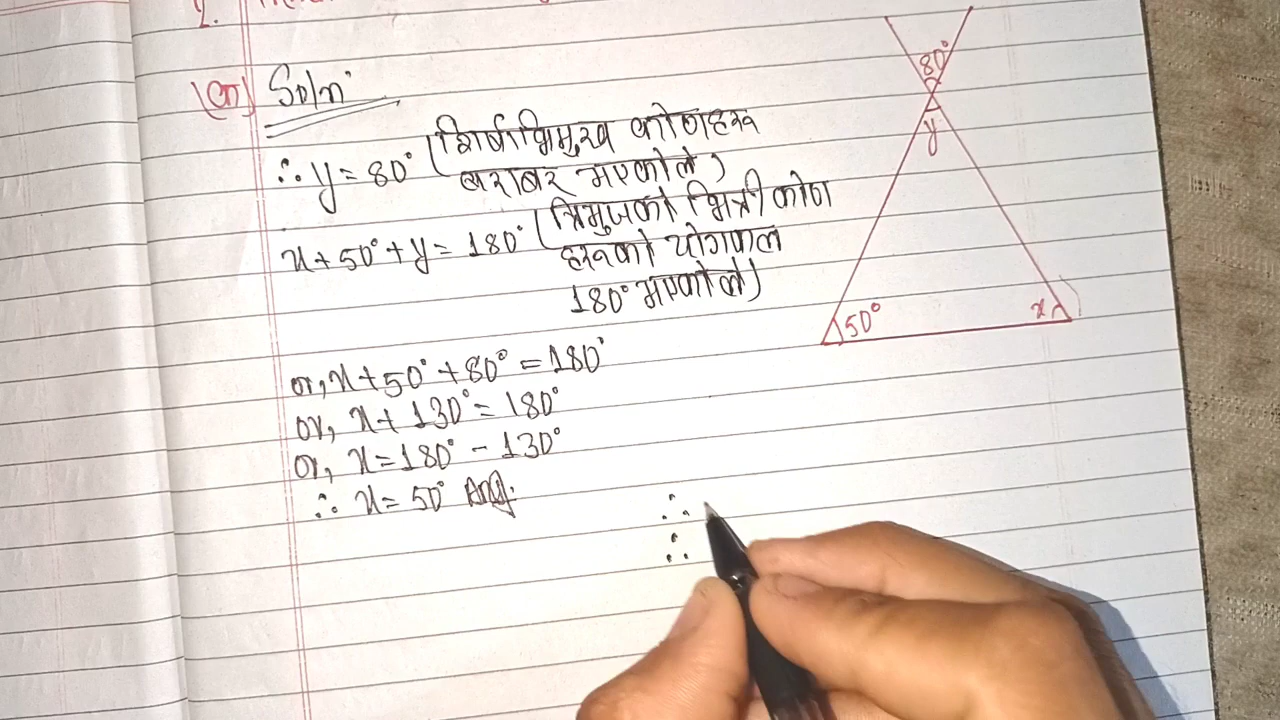 2.
(क) Soln
80°
∴ y = 80° (शिर्षाभिमुख कोणहरू
बराबर भएकोले)
y
x + 50° + y = 180° (त्रिभुजको भित्री कोण
हरूको योगफल
180° भएकोले)
50°
x
or, x + 50° + 80° = 180°
or, x + 130° = 180°
or, x = 180° - 130°
∴ x = 50° Ans.
∴
∴